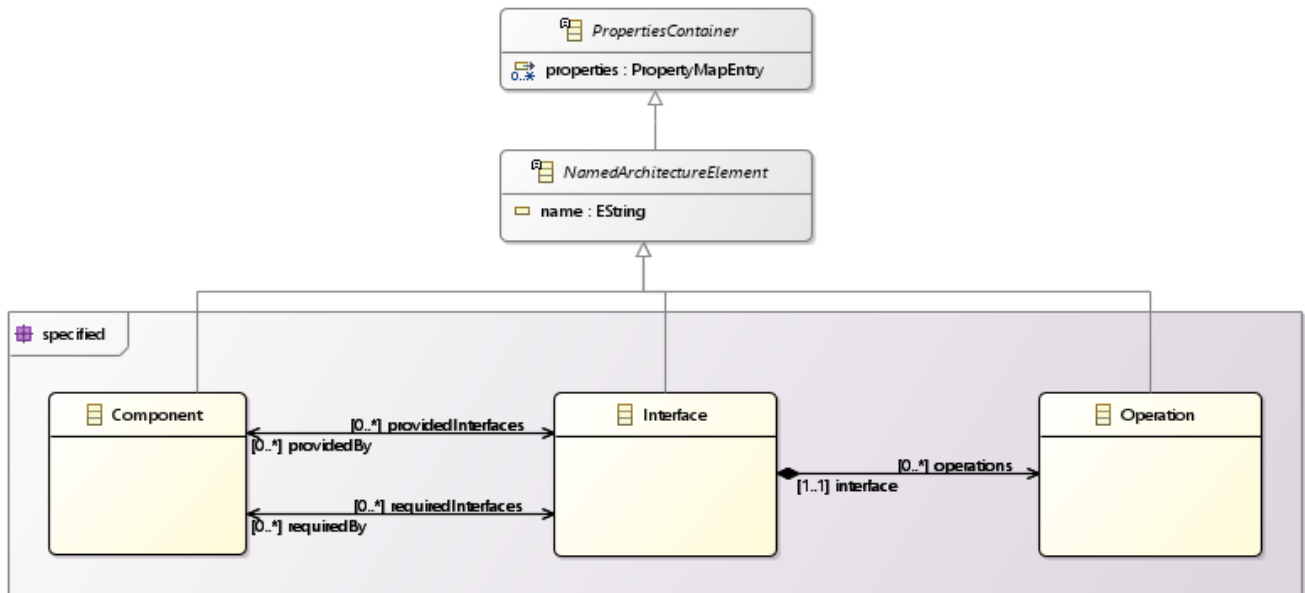 PropertiesContainer
0..*
properties : PropertyMapEntry
NamedArchitectureElement
name : EString
specified
Component
Interface
Operation
[0..*] providedInterfaces
[0..*] providedBy
[0..*] operations
[1..1] interface
[0..*] requiredInterfaces
[0..*] requiredBy